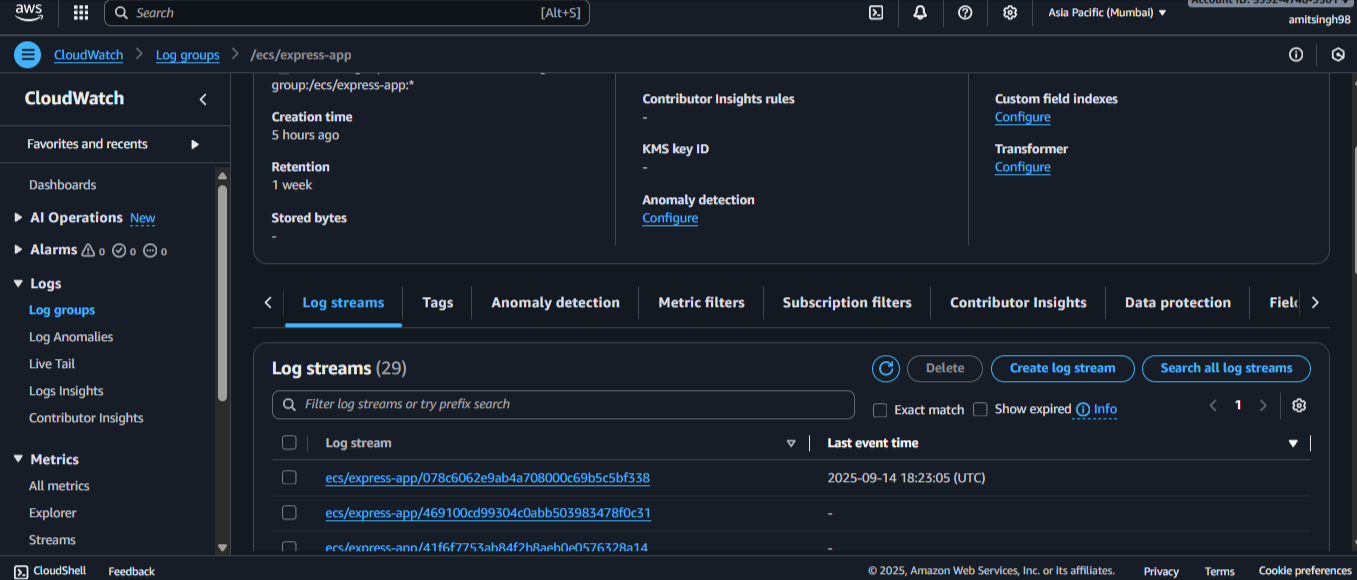 aws
Search [Alt+S]
Asia Pacific (Mumbai)
amitsingh98
CloudWatch
Log groups
/ecs/express-app
CloudWatch
Favorites and recents
Dashboards
AI Operations New
Alarms 0 0 0
Logs
Log groups
Log Anomalies
Live Tail
Logs Insights
Contributor Insights
Metrics
All metrics
Explorer
Streams
group:/ecs/express-app:*
Creation time
5 hours ago
Retention
1 week
Stored bytes
-
Contributor Insights rules
-
KMS key ID
-
Anomaly detection
Configure
Custom field indexes
Configure
Transformer
Configure
Log streams
Tags
Anomaly detection
Metric filters
Subscription filters
Contributor Insights
Data protection
Log streams (29)
Delete
Create log stream
Search all log streams
Filter log streams or try prefix search
Exact match
Show expired
Info
1
Log stream
Last event time
ecs/express-app/078c6062e9ab4a708000c69b5c5bf338
2025-09-14 18:23:05 (UTC)
ecs/express-app/469100cd99304c0abb503983478f0c31
-
ecs/express-app/41f6f7753ab84f2b8aeb0e0576328a14
-
CloudShell
Feedback
© 2025, Amazon Web Services, Inc. or its affiliates.
Privacy
Terms
Cookie preferences